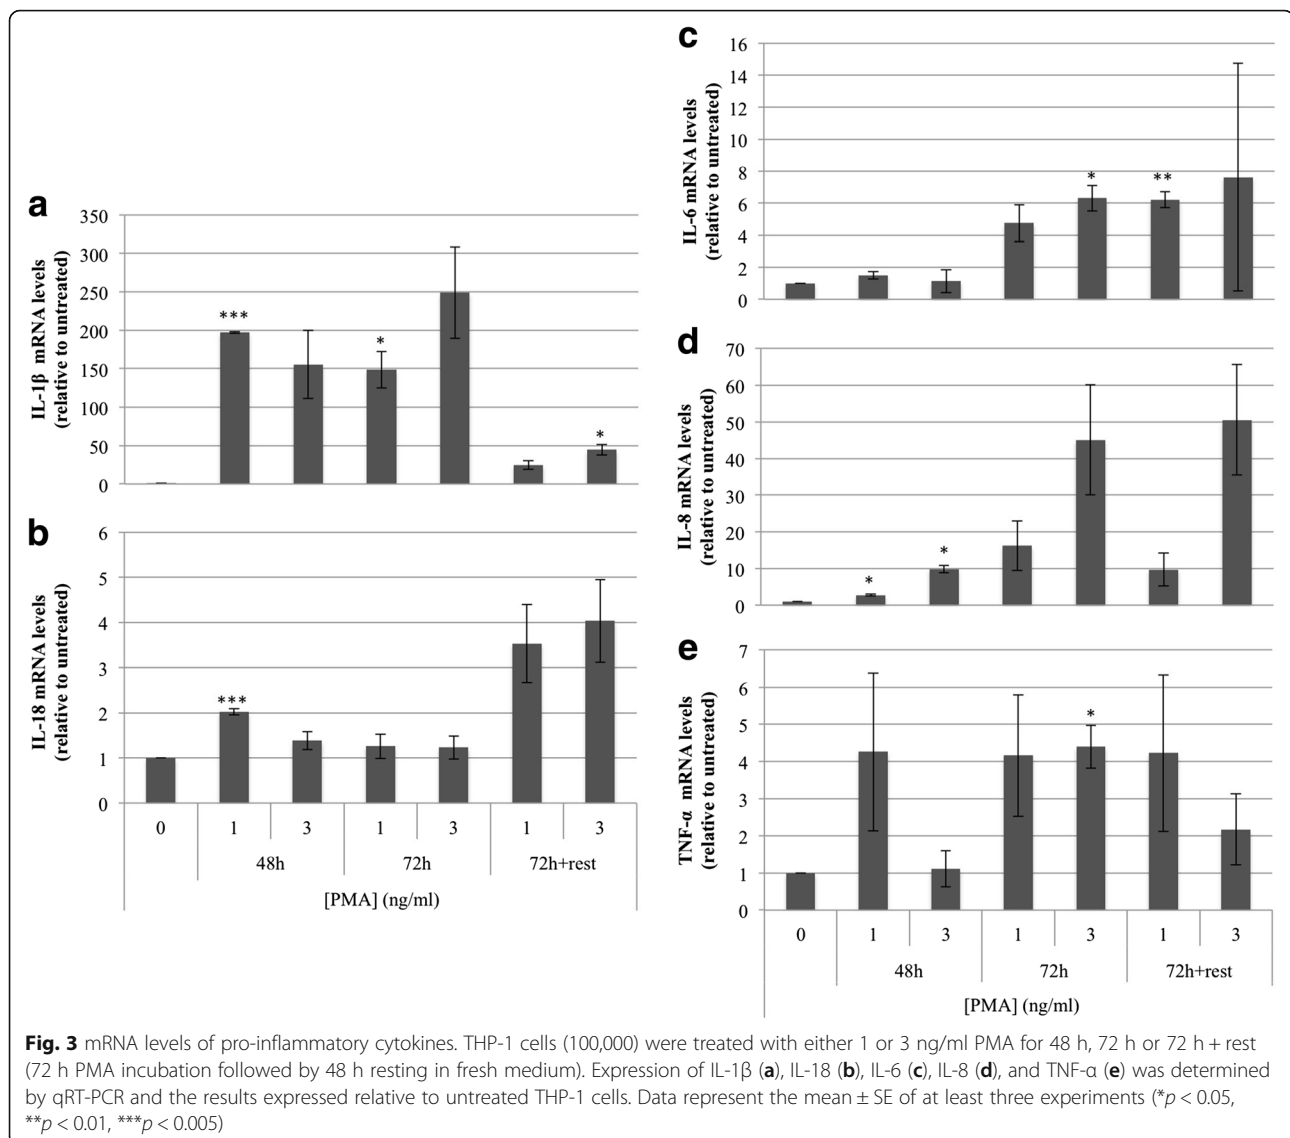 a
IL-1β mRNA levels
(relative to untreated)
350
300
250
200
150
100
50
0
***
*
*
b
IL-18 mRNA levels
(relative to untreated)
6
5
4
3
2
1
0
***
0 1 3 1 3 1 3
48h 72h 72h+rest
[PMA] (ng/ml)
c
IL-6 mRNA levels
(relative to untreated)
16
14
12
10
8
6
4
2
0
* **
d
IL-8 mRNA levels
(relative to untreated)
70
60
50
40
30
20
10
0
*
*
e
TNF-α mRNA levels
(relative to untreated)
7
6
5
4
3
2
1
0
*
0 1 3 1 3 1 3
48h 72h 72h+rest
[PMA] (ng/ml)
Fig. 3 mRNA levels of pro-inflammatory cytokines. THP-1 cells (100,000) were treated with either 1 or 3 ng/ml PMA for 48 h, 72 h or 72 h + rest
(72 h PMA incubation followed by 48 h resting in fresh medium). Expression of IL-1β (a), IL-18 (b), IL-6 (c), IL-8 (d), and TNF-α (e) was determined
by qRT-PCR and the results expressed relative to untreated THP-1 cells. Data represent the mean ± SE of at least three experiments (*p < 0.05,
**p < 0.01, ***p < 0.005)